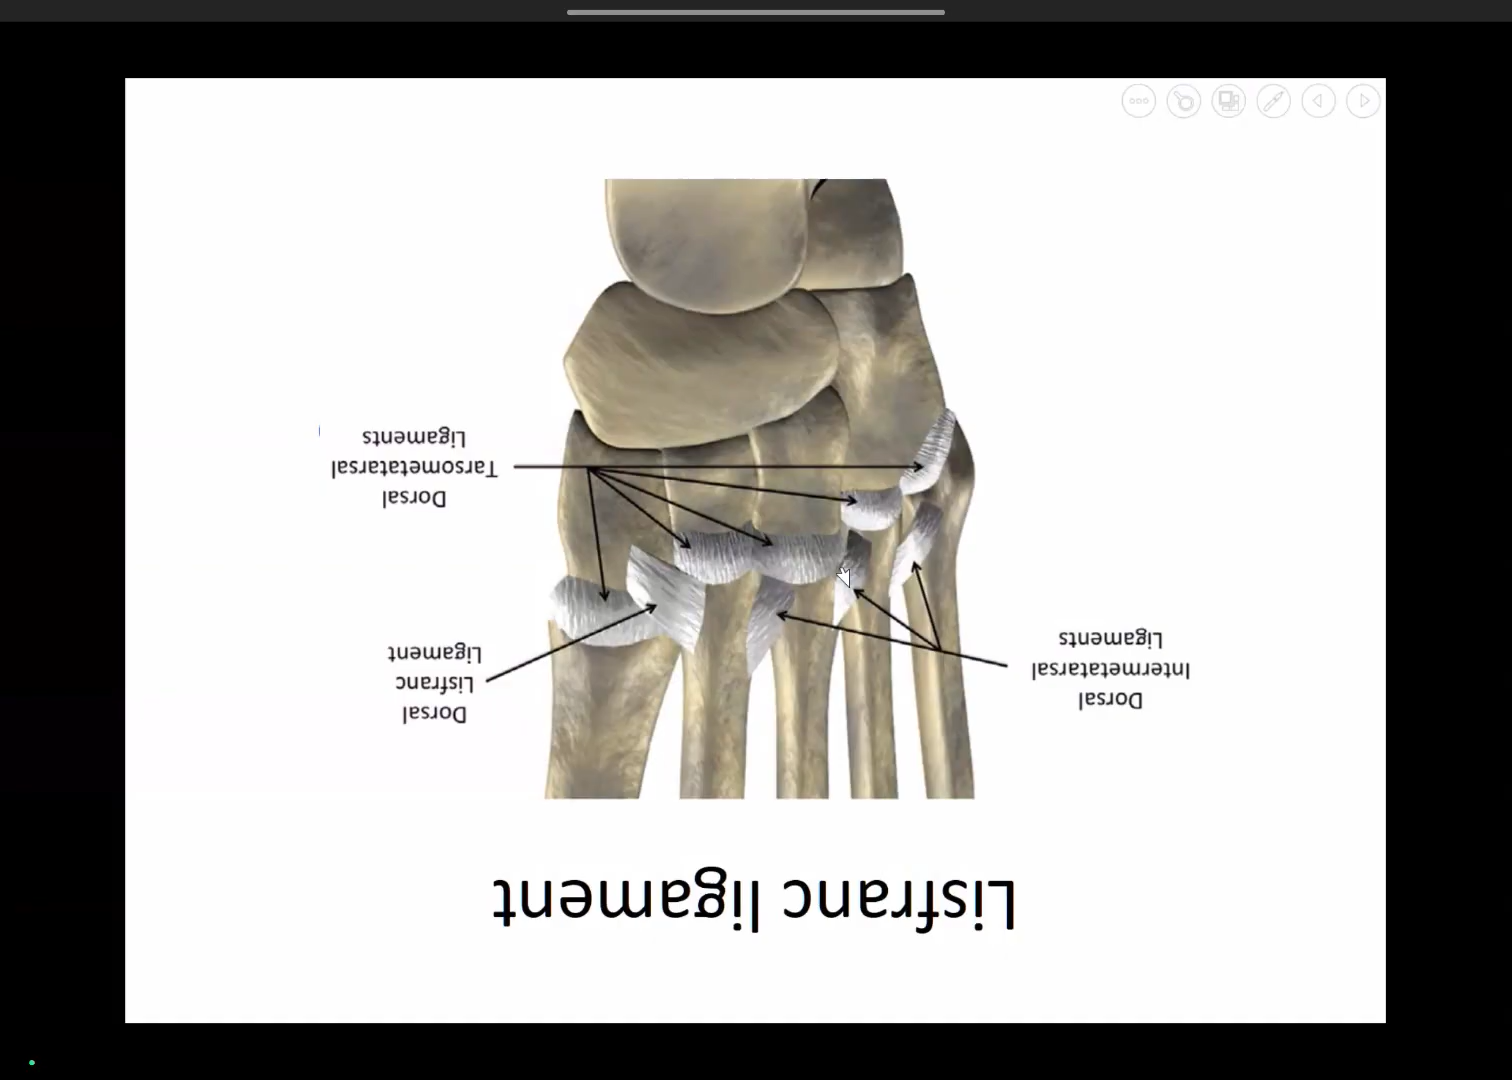 Lisfranc ligament
Dorsal
Intermetatarsal
Ligaments
Dorsal
Lisfranc
Ligament
Dorsal
Tarsometatarsal
Ligaments